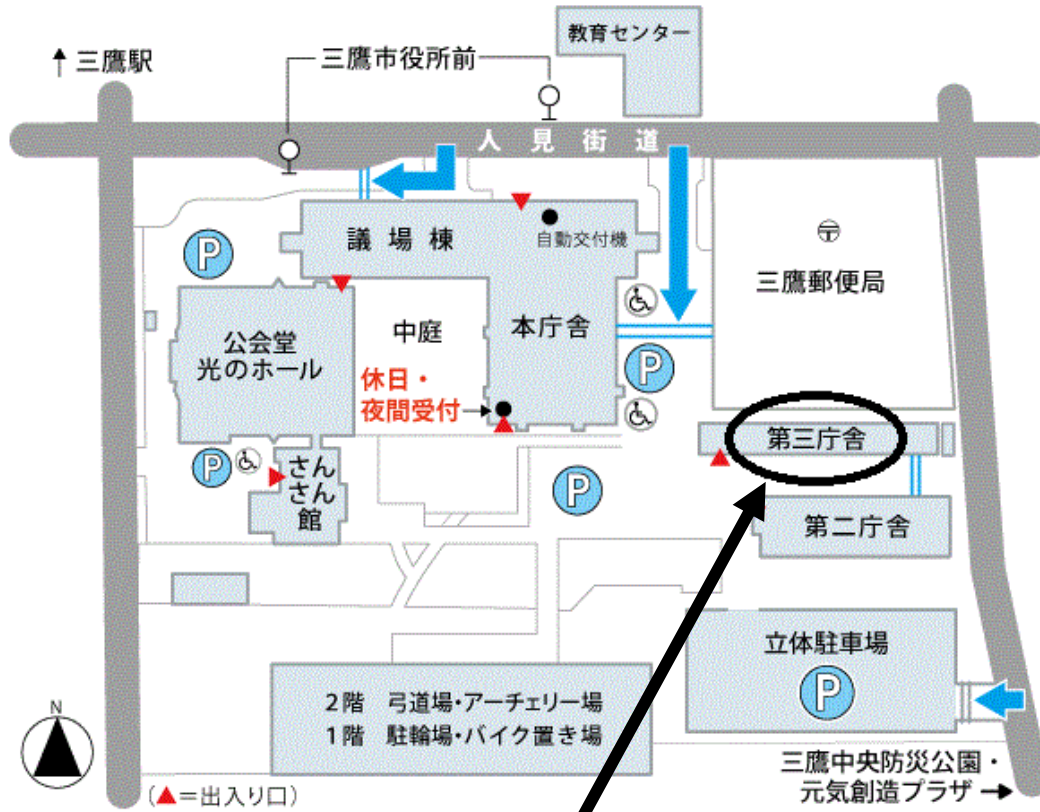 教育センター
三鷹駅
三鷹市役所前
人見街道
議場棟
自動交付機
三鷹郵便局
公会堂
光のホール
中庭
本庁舎
休日・
夜間受付
第三庁舎
さん
さん
館
第二庁舎
立体駐車場
2階 弓道場・アーチェリー場
1階 駐輪場・バイク置き場
三鷹中央防災公園・
元気創造プラザ
(▲=出入り口)
N
P
P
P
P
P